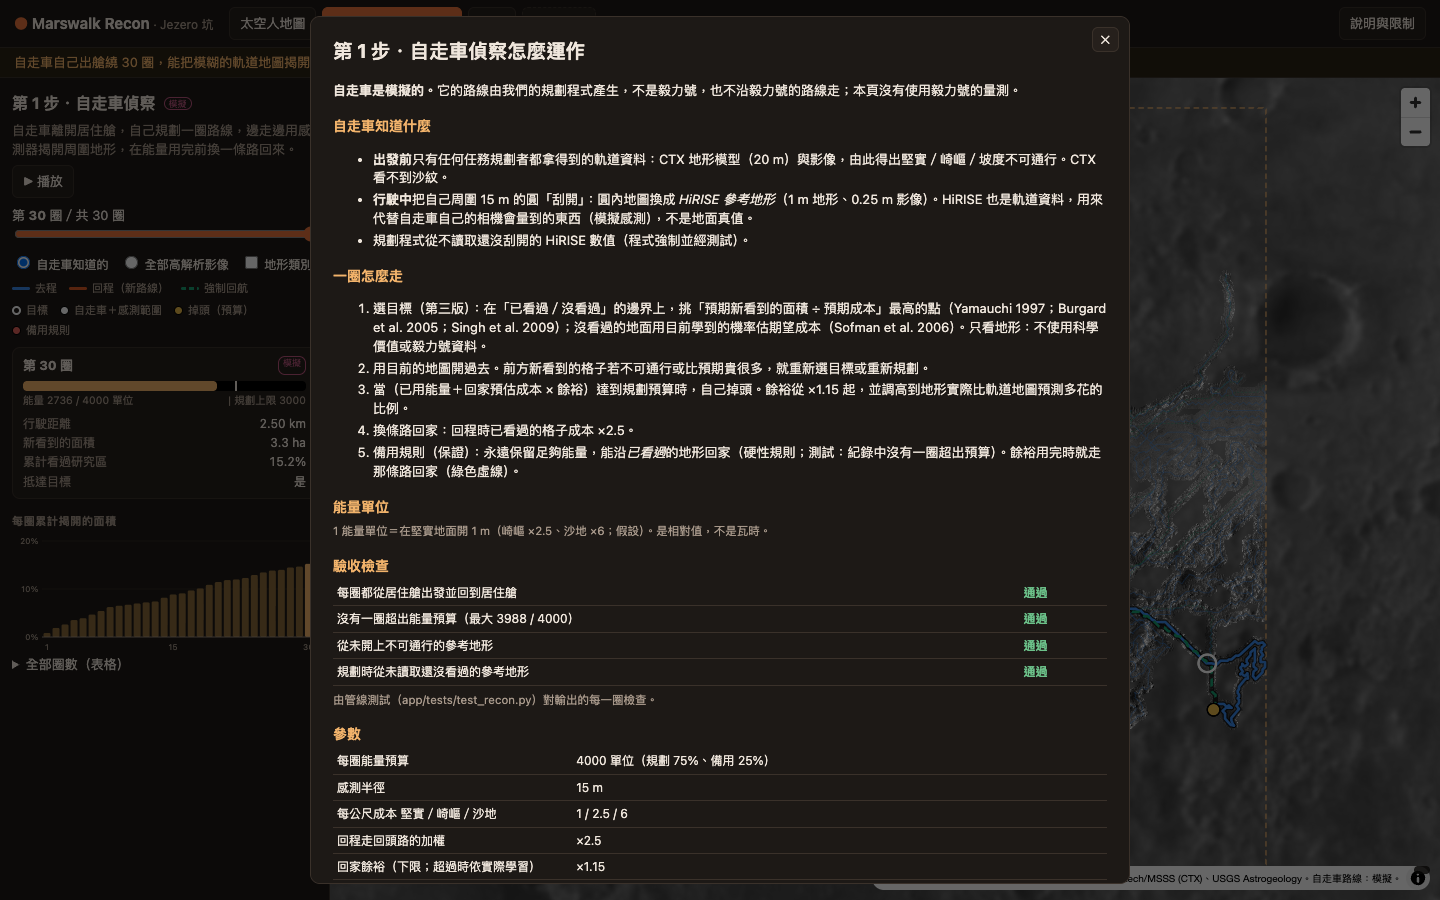 Marswalk Recon · Jezero 坑
太空人地圖
說明與限制
自走車自己出艙繞 30 圈，能把模糊的軌道地圖揭開
第 1 步 · 自走車偵察 模擬
自走車離開居住艙，自己規劃一圈路線，邊走邊用感
測器揭開周圍地形，在能量用完前換一條路回來。
▶ 播放
第 30 圈 / 共 30 圈
自走車知道的 全部高解析影像 地形類別
去程 回程（新路線） 強制回航
目標 自走車＋感測範圍 掉頭（預算）
備用規則
第 30 圈 模擬
能量 2736 / 4000 單位 | 規劃上限 3000
行駛距離 2.50 km
新看到的面積 3.3 ha
累計看過研究區 15.2%
抵達目標 是
每圈累計揭開的面積
20%
10%
0%
1 15
▶ 全部圈數（表格）
第 1 步 · 自走車偵察怎麼運作
×
自走車是模擬的。它的路線由我們的規劃程式產生，不是毅力號，也不沿毅力號的路線走；本頁沒有使用毅力號的量測。
自走車知道什麼
• 出發前只有任何任務規劃者都拿得到的軌道資料：CTX 地形模型（20 m）與影像，由此得出堅實 / 崎嶇 / 坡度不可通行。CTX
看不到沙紋。
• 行駛中把自己周圍 15 m 的圓「刮開」：圓內地圖換成 HiRISE 參考地形（1 m 地形、0.25 m 影像）。HiRISE 也是軌道資料，用來
代替自走車自己的相機會量到的東西（模擬感測），不是地面真值。
• 規劃程式從不讀取還沒刮開的 HiRISE 數值（程式強制並經測試）。
一圈怎麼走
1. 選目標（第三版）：在「已看過 / 沒看過」的邊界上，挑「預期新看到的面積 ÷ 預期成本」最高的點（Yamauchi 1997；Burgard
et al. 2005；Singh et al. 2009）；沒看過的地面用目前學到的機率估期望成本（Sofman et al. 2006）。只看地形：不使用科學
價值或毅力號資料。
2. 用目前的地圖開過去。前方新看到的格子若不可通行或比預期貴很多，就重新選目標或重新規劃。
3. 當（已用能量＋回家預估成本 × 餘裕）達到規劃預算時，自己掉頭。餘裕從 ×1.15 起，並調高到地形實際比軌道地圖預測多花的
比例。
4. 換條路回家：回程時已看過的格子成本 ×2.5。
5. 備用規則（保證）：永遠保留足夠能量，能沿已看過的地形回家（硬性規則；測試：紀錄中沒有一圈超出預算）。餘裕用完時就走
那條路回家（綠色虛線）。
能量單位
1 能量單位＝在堅實地面開 1 m（崎嶇 ×2.5、沙地 ×6；假設）。是相對值，不是瓦時。
驗收檢查
每圈都從居住艙出發並回到居住艙 通過
沒有一圈超出能量預算（最大 3988 / 4000） 通過
從未開上不可通行的參考地形 通過
規劃時從未讀取還沒看過的參考地形 通過
由管線測試（app/tests/test_recon.py）對輸出的每一圈檢查。
參數
每圈能量預算 4000 單位（規劃 75%、備用 25%）
感測半徑 15 m
每公尺成本 堅實 / 崎嶇 / 沙地 1 / 2.5 / 6
回程走回頭路的加權 ×2.5
回家餘裕（下限；超過時依實際學習） ×1.15
+
−
ech/MSSS (CTX)、USGS Astrogeology。自走車路線：模擬。